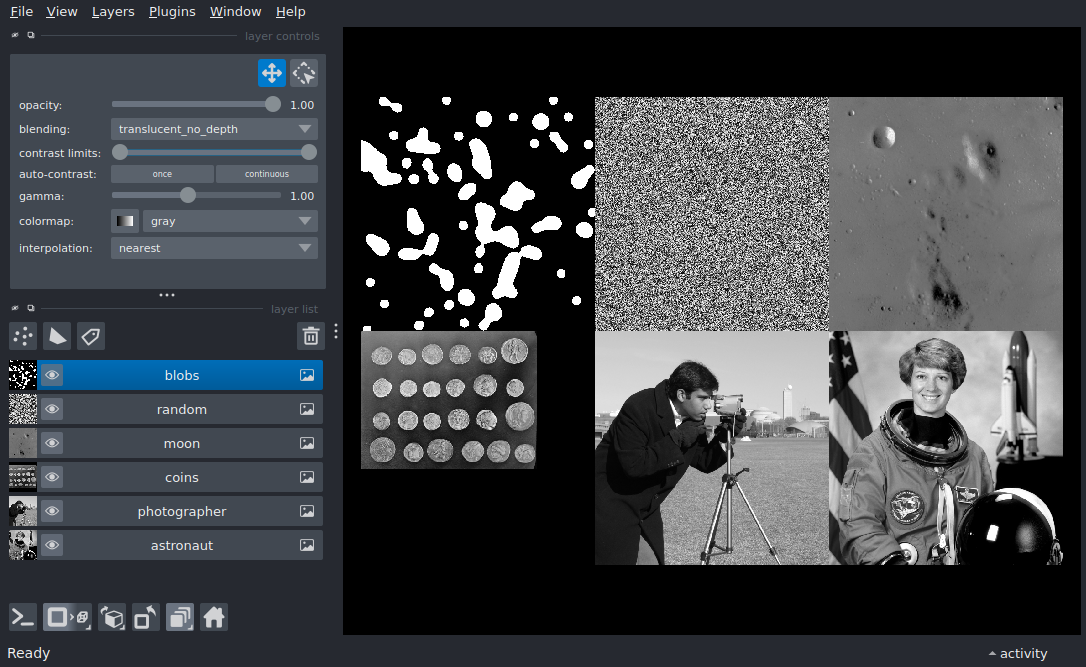 File View Layers Plugins Window Help
layer controls
opacity: 1.00
blending: translucent_no_depth
contrast limits:
auto-contrast: once continuous
gamma: 1.00
colormap: gray
interpolation: nearest
layer list
blobs
random
moon
coins
photographer
astronaut
Ready
activity